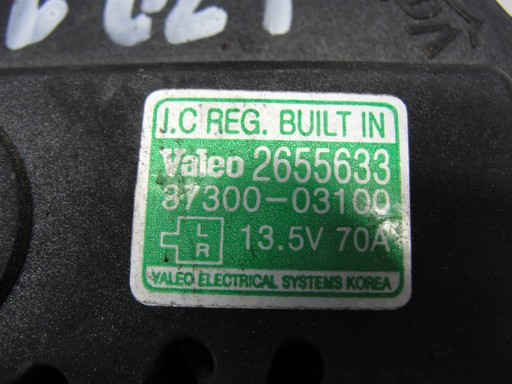 I.C REG. BUILT IN
Valeo 2655633
37300-03100
L
R
13.5V 70A
VALEO ELECTRICAL SYSTEMS KOREA